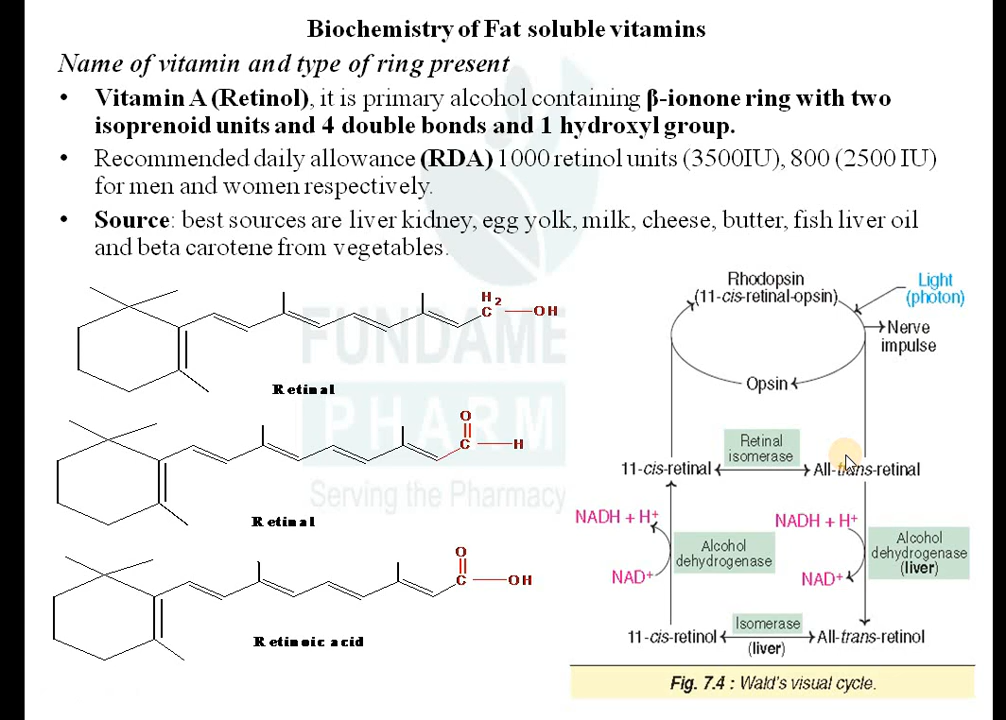 Biochemistry of Fat soluble vitamins
Name of vitamin and type of ring present
• Vitamin A (Retinol), it is primary alcohol containing β-ionone ring with two
isoprenoid units and 4 double bonds and 1 hydroxyl group.
• Recommended daily allowance (RDA) 1000 retinol units (3500IU), 800 (2500 IU)
for men and women respectively.
• Source: best sources are liver kidney, egg yolk, milk, cheese, butter, fish liver oil
and beta carotene from vegetables.
H2
C
OH
Retinal
O
C
H
Retinal
O
C
OH
Retinoic acid
FUNDAME
PHARM
Serving the Pharmacy
Rhodopsin
(11-cis-retinal-opsin)
Light
(photon)
Nerve
impulse
Opsin
Retinal
isomerase
11-cis-retinal
All-trans-retinal
NADH + H+
NAD+
Alcohol
dehydrogenase
NADH + H+
NAD+
Alcohol
dehydrogenase
(liver)
11-cis-retinol
Isomerase
(liver)
All-trans-retinol
Fig. 7.4 : Wald's visual cycle.